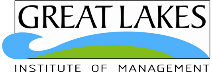 GREAT LAKES
INSTITUTE OF MANAGEMENT